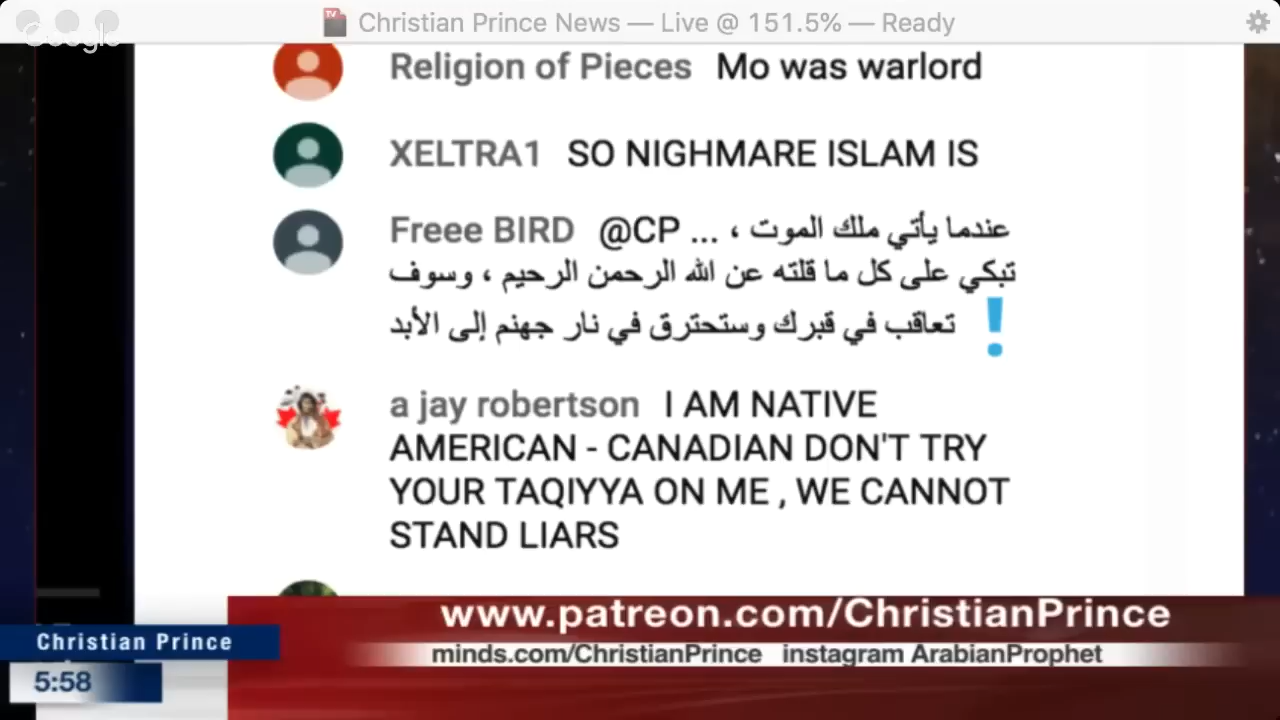 Christian Prince News — Live @ 151.5% — Ready
Google
Religion of Pieces Mo was warlord
XELTRA1 SO NIGHMARE ISLAM IS
Freee BIRD @CP ... ، عندما يأتي ملك الموت
تبكي على كل ما قلته عن الله الرحمن الرحيم ، وسوف
تعاقب في قبرك وستحترق في نار جهنم إلى الأبد ❗
a jay robertson I AM NATIVE
AMERICAN - CANADIAN DON'T TRY
YOUR TAQIYYA ON ME , WE CANNOT
STAND LIARS
www.patreon.com/ChristianPrince
minds.com/ChristianPrince instagram ArabianProphet
Christian Prince
5:58